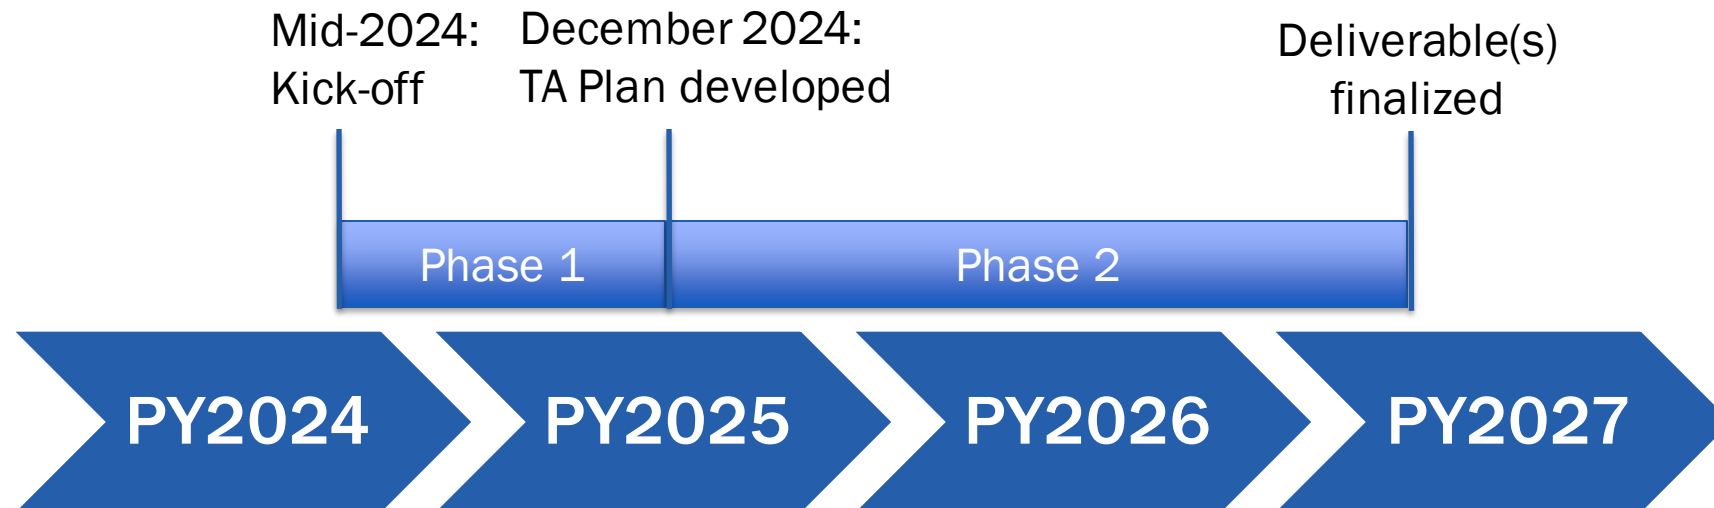 Mid-2024:
Kick-off
December 2024:
TA Plan developed
Deliverable(s)
finalized
Phase 1
Phase 2
PY2024
PY2025
PY2026
PY2027